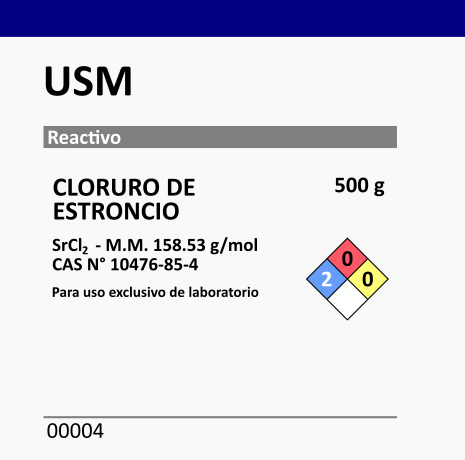 USM
Reactivo
CLORURO DE
ESTRONCIO
500 g
SrCl₂ - M.M. 158.53 g/mol
CAS N° 10476-85-4
Para uso exclusivo de laboratorio
0
2
0
00004